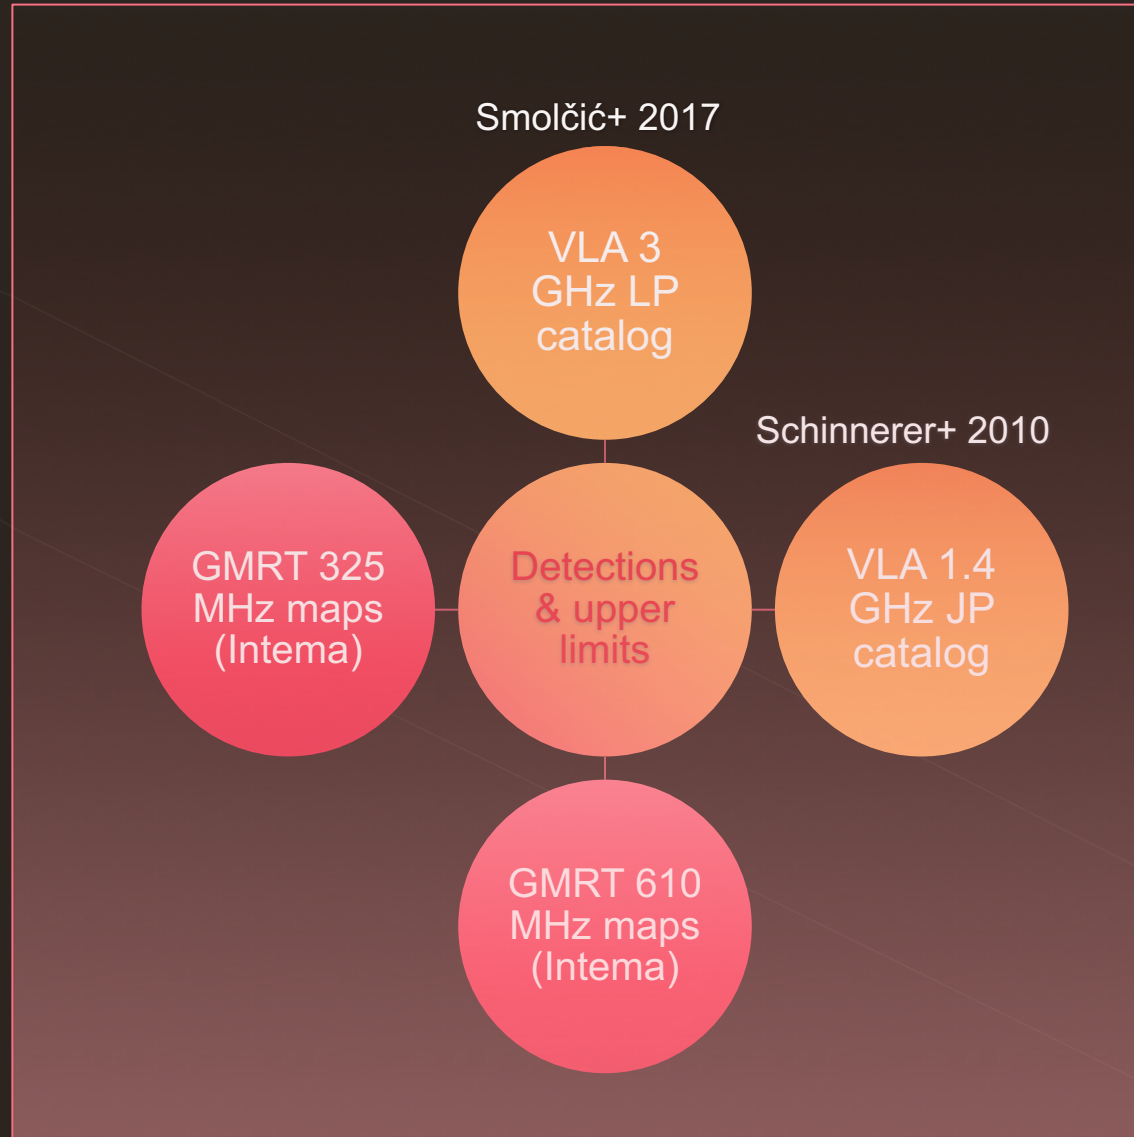 Smolčić+ 2017
VLA 3
GHz LP
catalog
Schinnerer+ 2010
GMRT 325
MHz maps
(Intema)
Detections
& upper
limits
VLA 1.4
GHz JP
catalog
GMRT 610
MHz maps
(Intema)